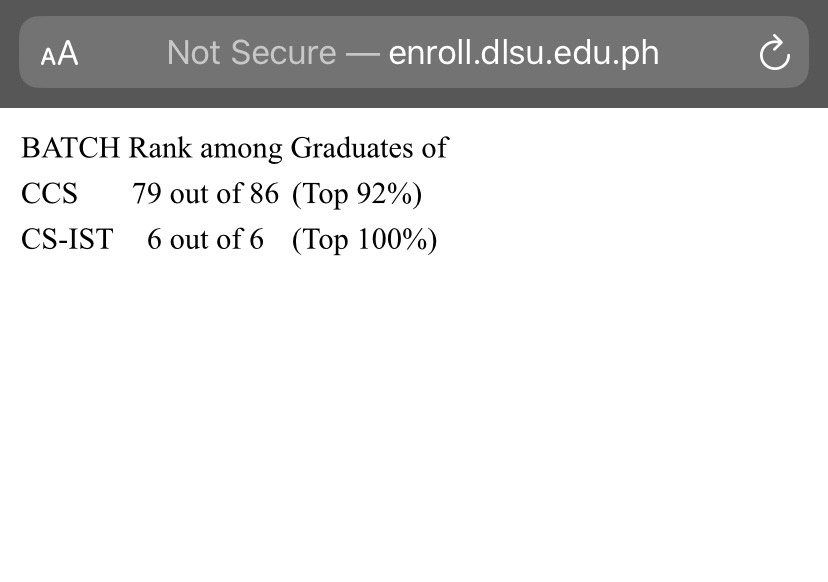 AA Not Secure — enroll.dlsu.edu.ph
BATCH Rank among Graduates of
CCS 79 out of 86 (Top 92%)
CS-IST 6 out of 6 (Top 100%)